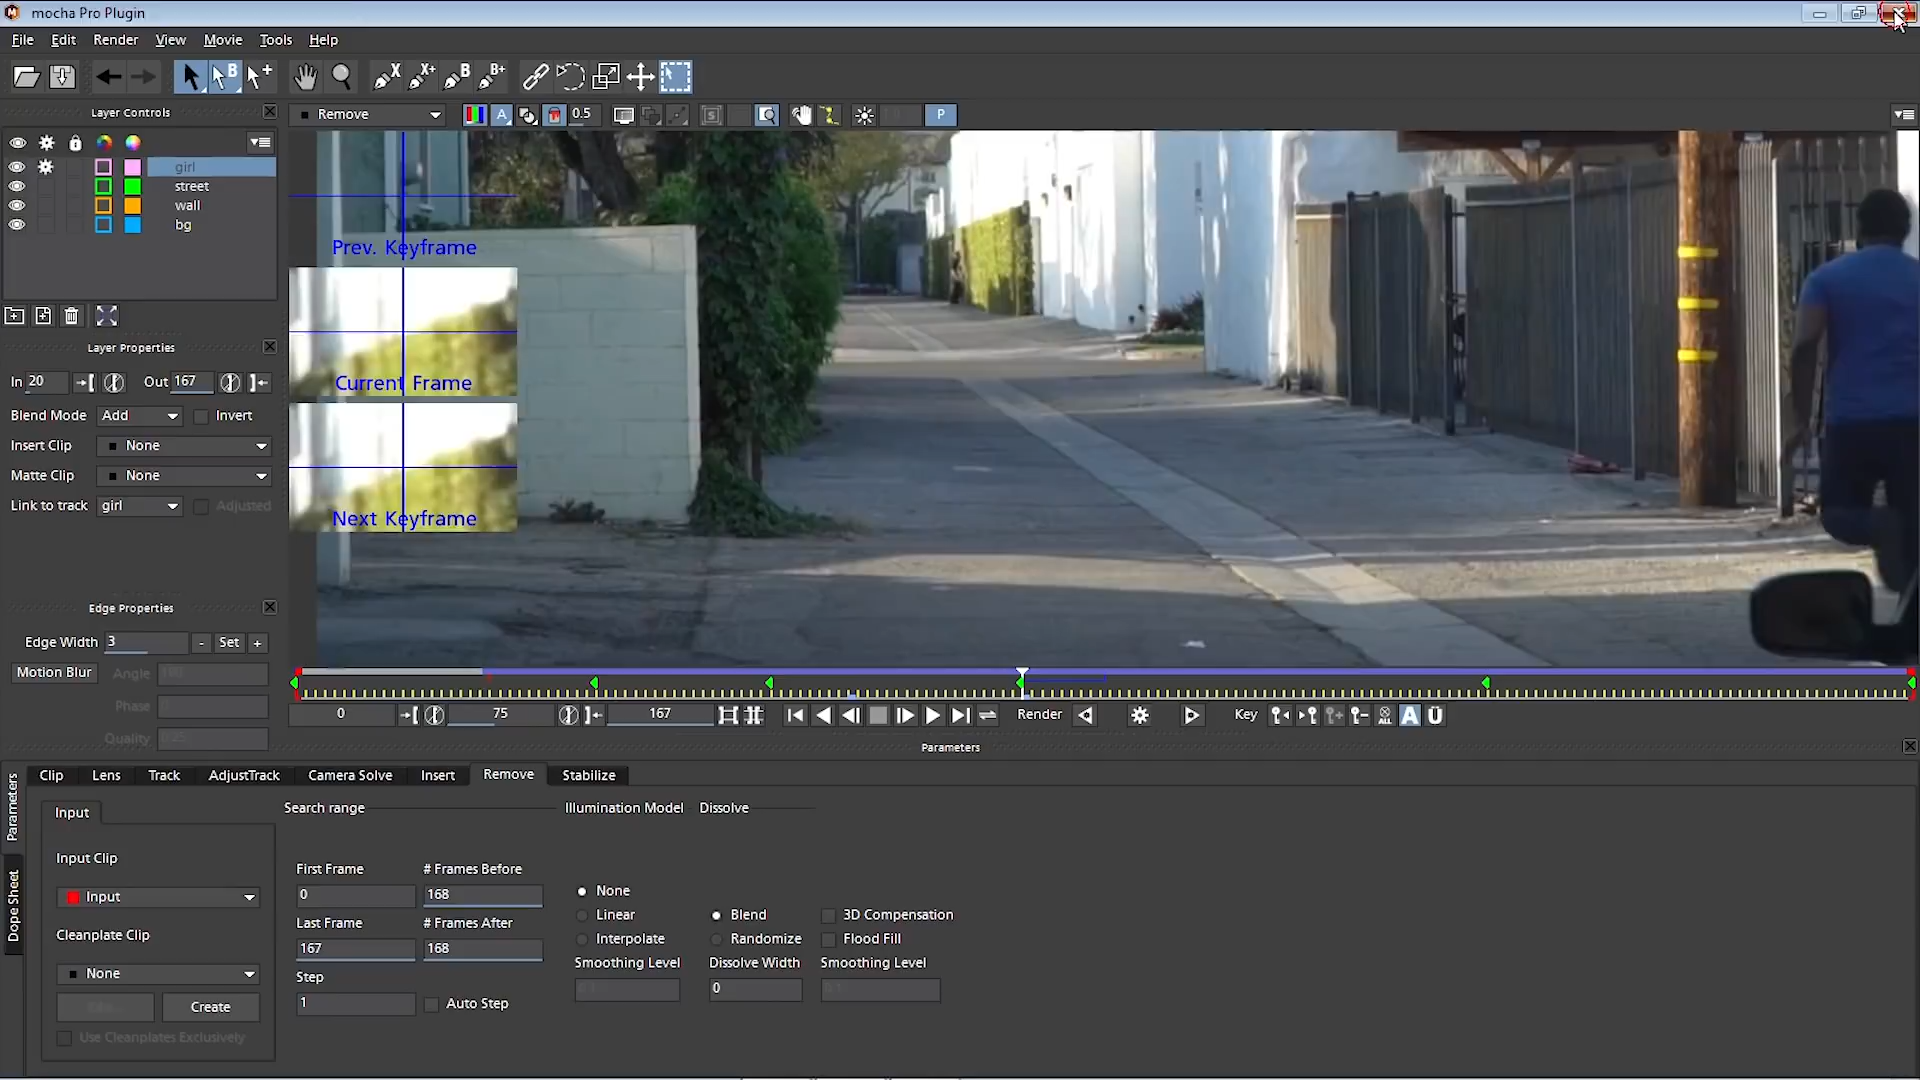 mocha Pro Plugin
File Edit Render View Movie Tools Help
Layer Controls
Remove A 0.5 S P
girl
street
wall
bg
Prev. Keyframe
Current Frame
Next Keyframe
Layer Properties
In 20 Out 167
Blend Mode Add Invert
Insert Clip None
Matte Clip None
Link to track girl Adjusted
Edge Properties
Edge Width 3 - Set +
Motion Blur Angle
Phase
Quality
0 75 167 Render Key ALL A Ü
Parameters
Parameters
Dope Sheet
Clip Lens Track AdjustTrack Camera Solve Insert Remove Stabilize
Input
Input Clip
Input
Cleanplate Clip
None
Create
Use Cleanplates Exclusively
Search range
First Frame # Frames Before
0 168
Last Frame # Frames After
167 168
Step
1 Auto Step
Illumination Model
None
Linear
Interpolate
Smoothing Level
Dissolve
Blend
Randomize
Dissolve Width
0
3D Compensation
Flood Fill
Smoothing Level